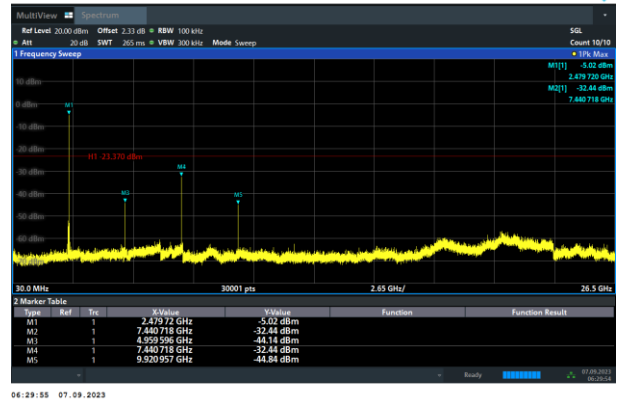 MultiView Spectrum
Ref Level 20.00 dBm Offset 2.33 dB RBW 100 kHz SGL
Att 20 dB SWT 265 ms VBW 300 kHz Mode Sweep Count 10/10
1 Frequency Sweep 1Pk Max
M1[1] -5.02 dBm
2.479 720 GHz
M2[1] -32.44 dBm
7.440 718 GHz
10 dBm
0 dBm
M1
-10 dBm
-20 dBm
H1 -23.320 dBm
-30 dBm
M4
-40 dBm
M3
M5
-50 dBm
-60 dBm
30.0 MHz 30001 pts 2.65 GHz/ 26.5 GHz
2 Marker Table
Type Ref Trc X-Value Y-Value Function Function Result
M1 1 2.479 72 GHz -5.02 dBm
M2 1 7.440 718 GHz -32.44 dBm
M3 1 4.959 596 GHz -44.14 dBm
M4 1 7.440 718 GHz -32.44 dBm
M5 1 9.920 957 GHz -44.84 dBm
Ready 07.09.2023
06:29:54
06:29:55 07.09.2023